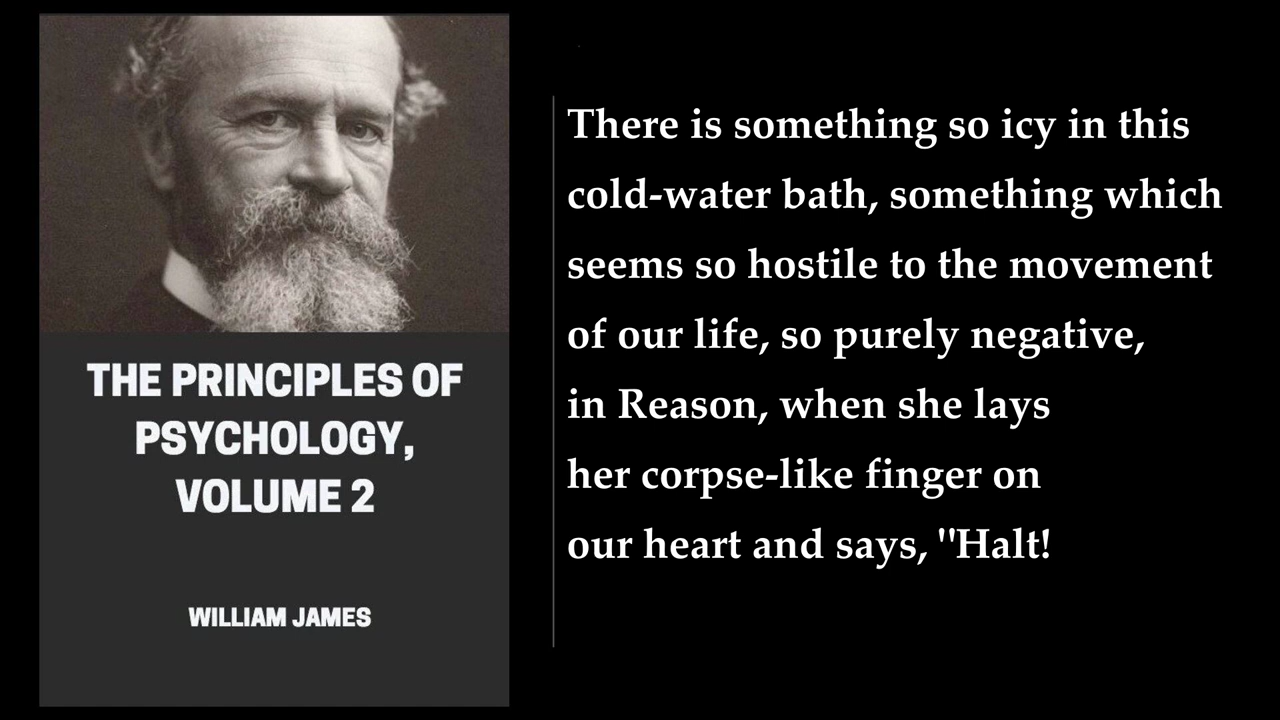 THE PRINCIPLES OF
PSYCHOLOGY,
VOLUME 2
WILLIAM JAMES
There is something so icy in this
cold-water bath, something which
seems so hostile to the movement
of our life, so purely negative,
in Reason, when she lays
her corpse-like finger on
our heart and says, "Halt!